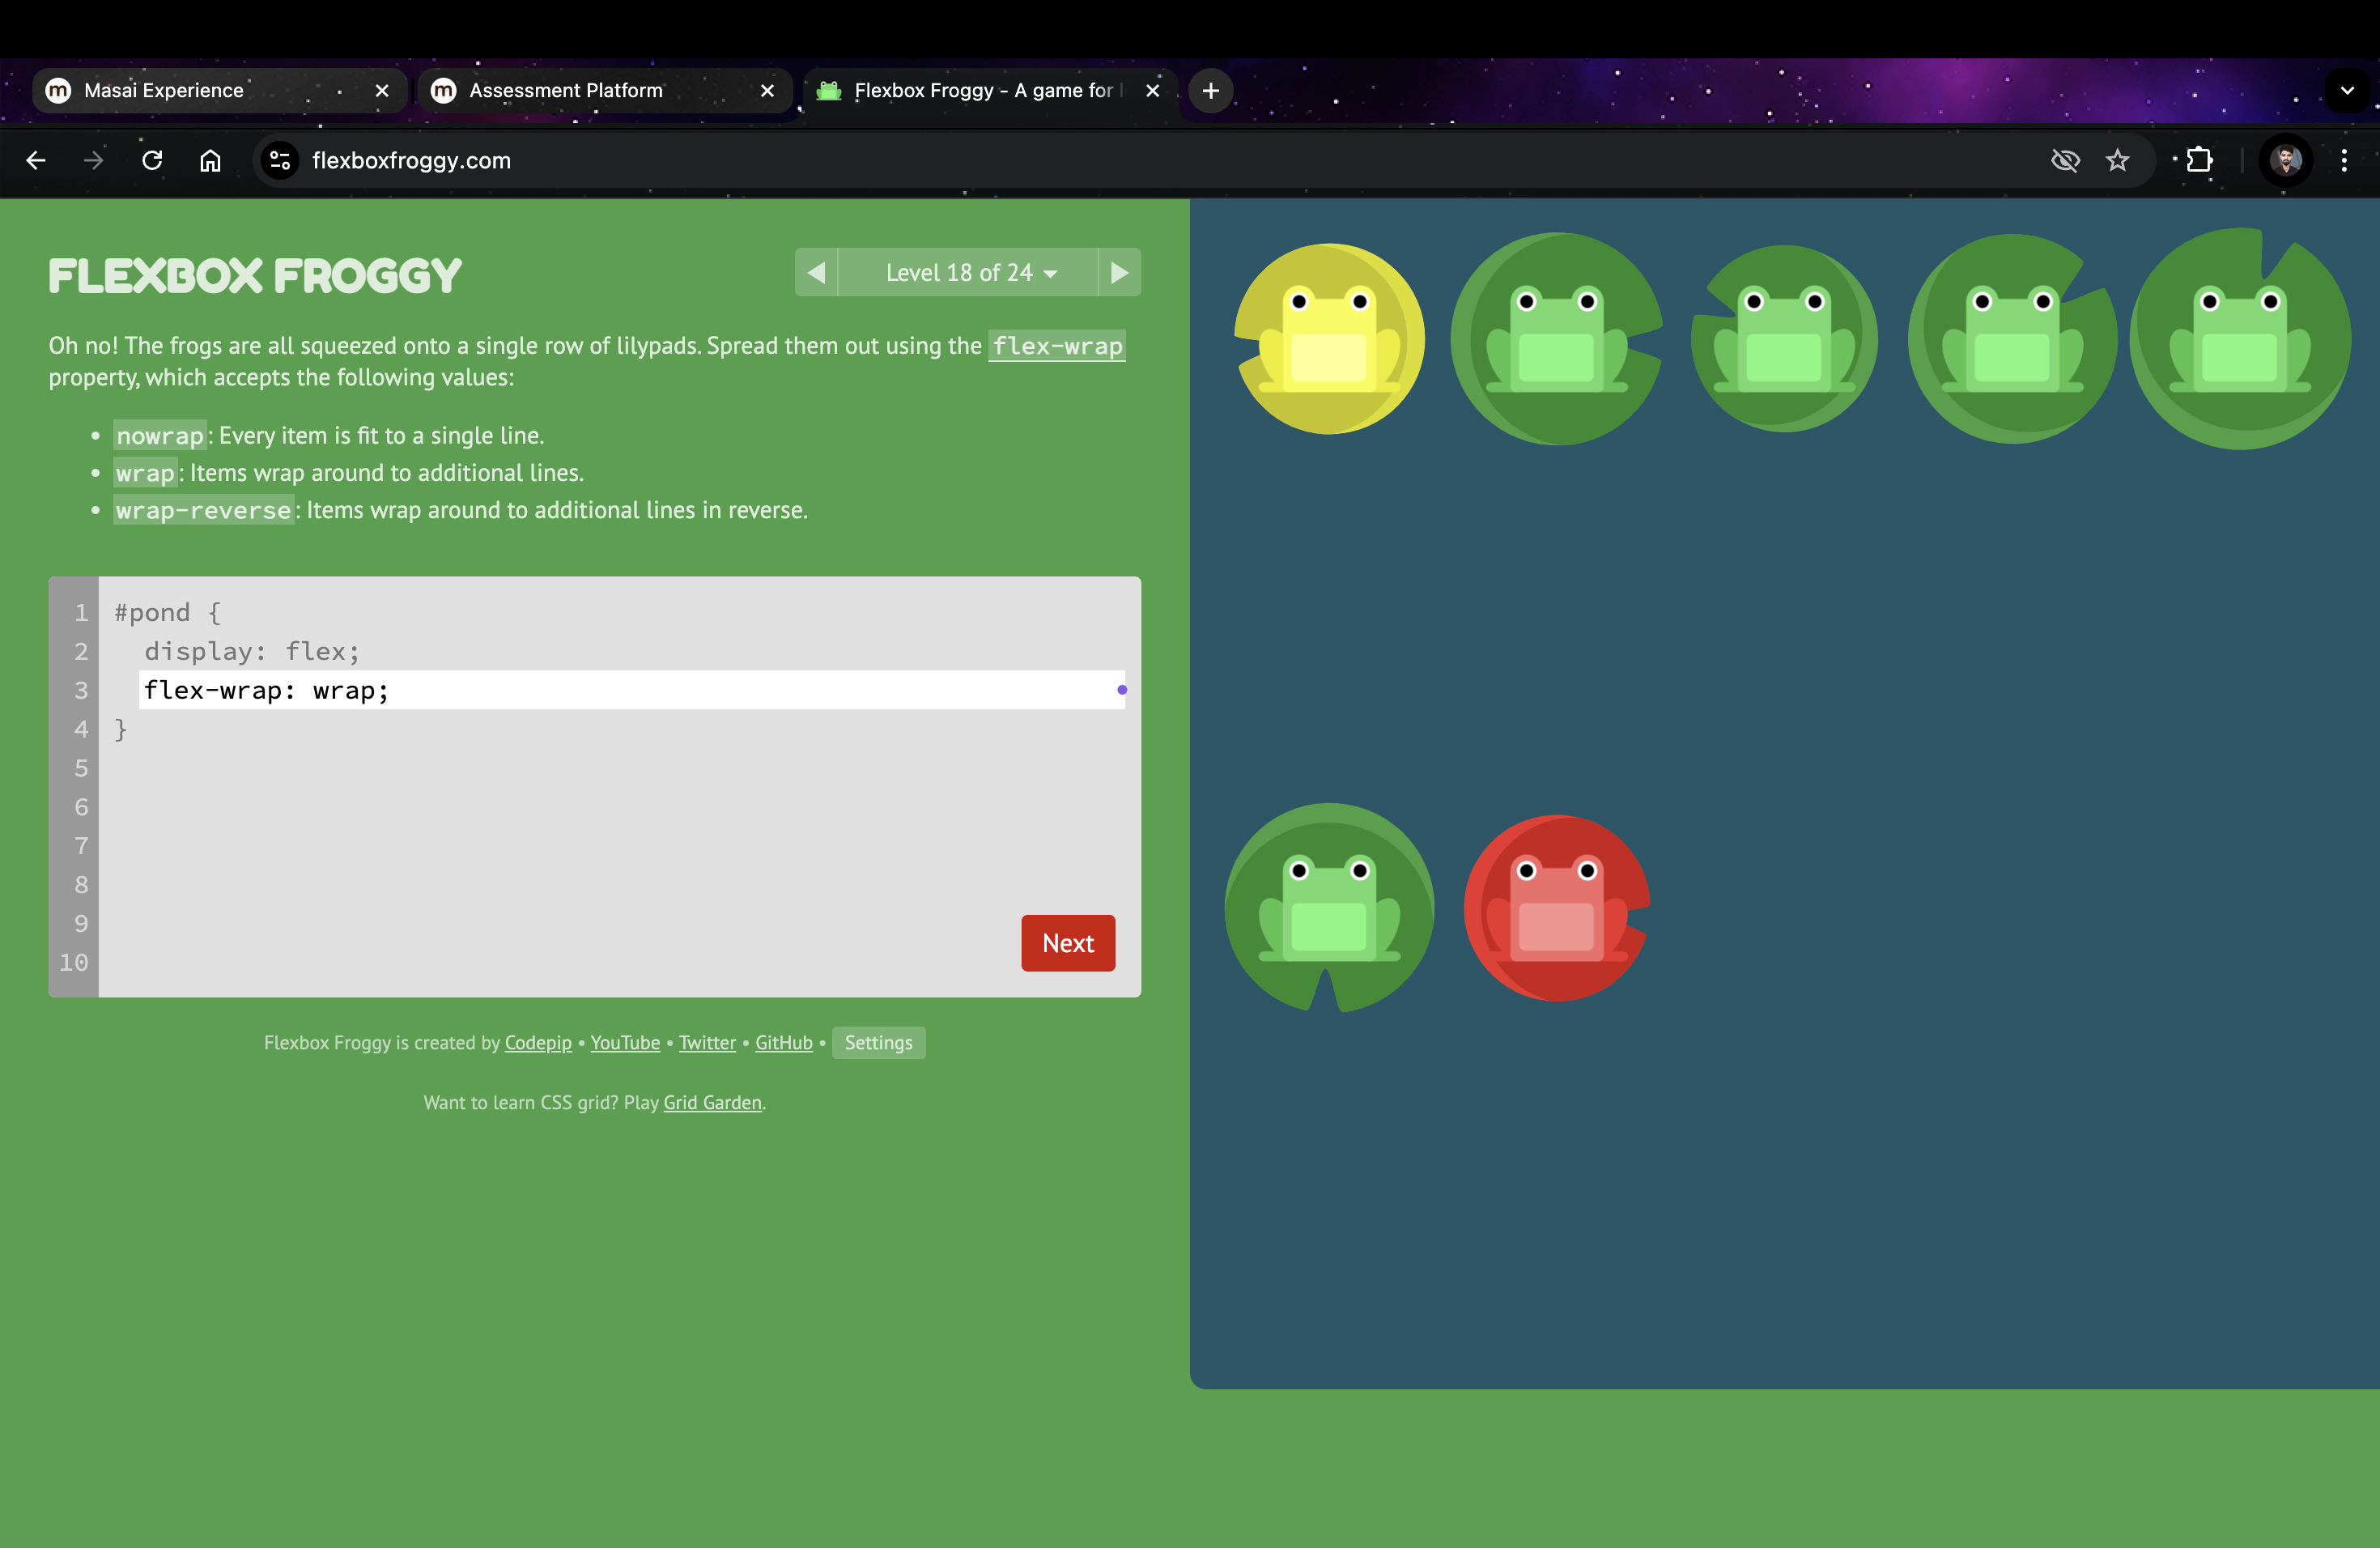 Masai Experience
Assessment Platform
Flexbox Froggy - A game for
flexboxfroggy.com
FLEXBOX FROGGY
Level 18 of 24
Oh no! The frogs are all squeezed onto a single row of lilypads. Spread them out using the flex-wrap
property, which accepts the following values:
• nowrap: Every item is fit to a single line.
• wrap: Items wrap around to additional lines.
• wrap-reverse: Items wrap around to additional lines in reverse.
1 #pond {
2 display: flex;
3 flex-wrap: wrap;
4 }
5
6
7
8
9
10
Next
Flexbox Froggy is created by Codepip • YouTube • Twitter • GitHub • Settings
Want to learn CSS grid? Play Grid Garden.